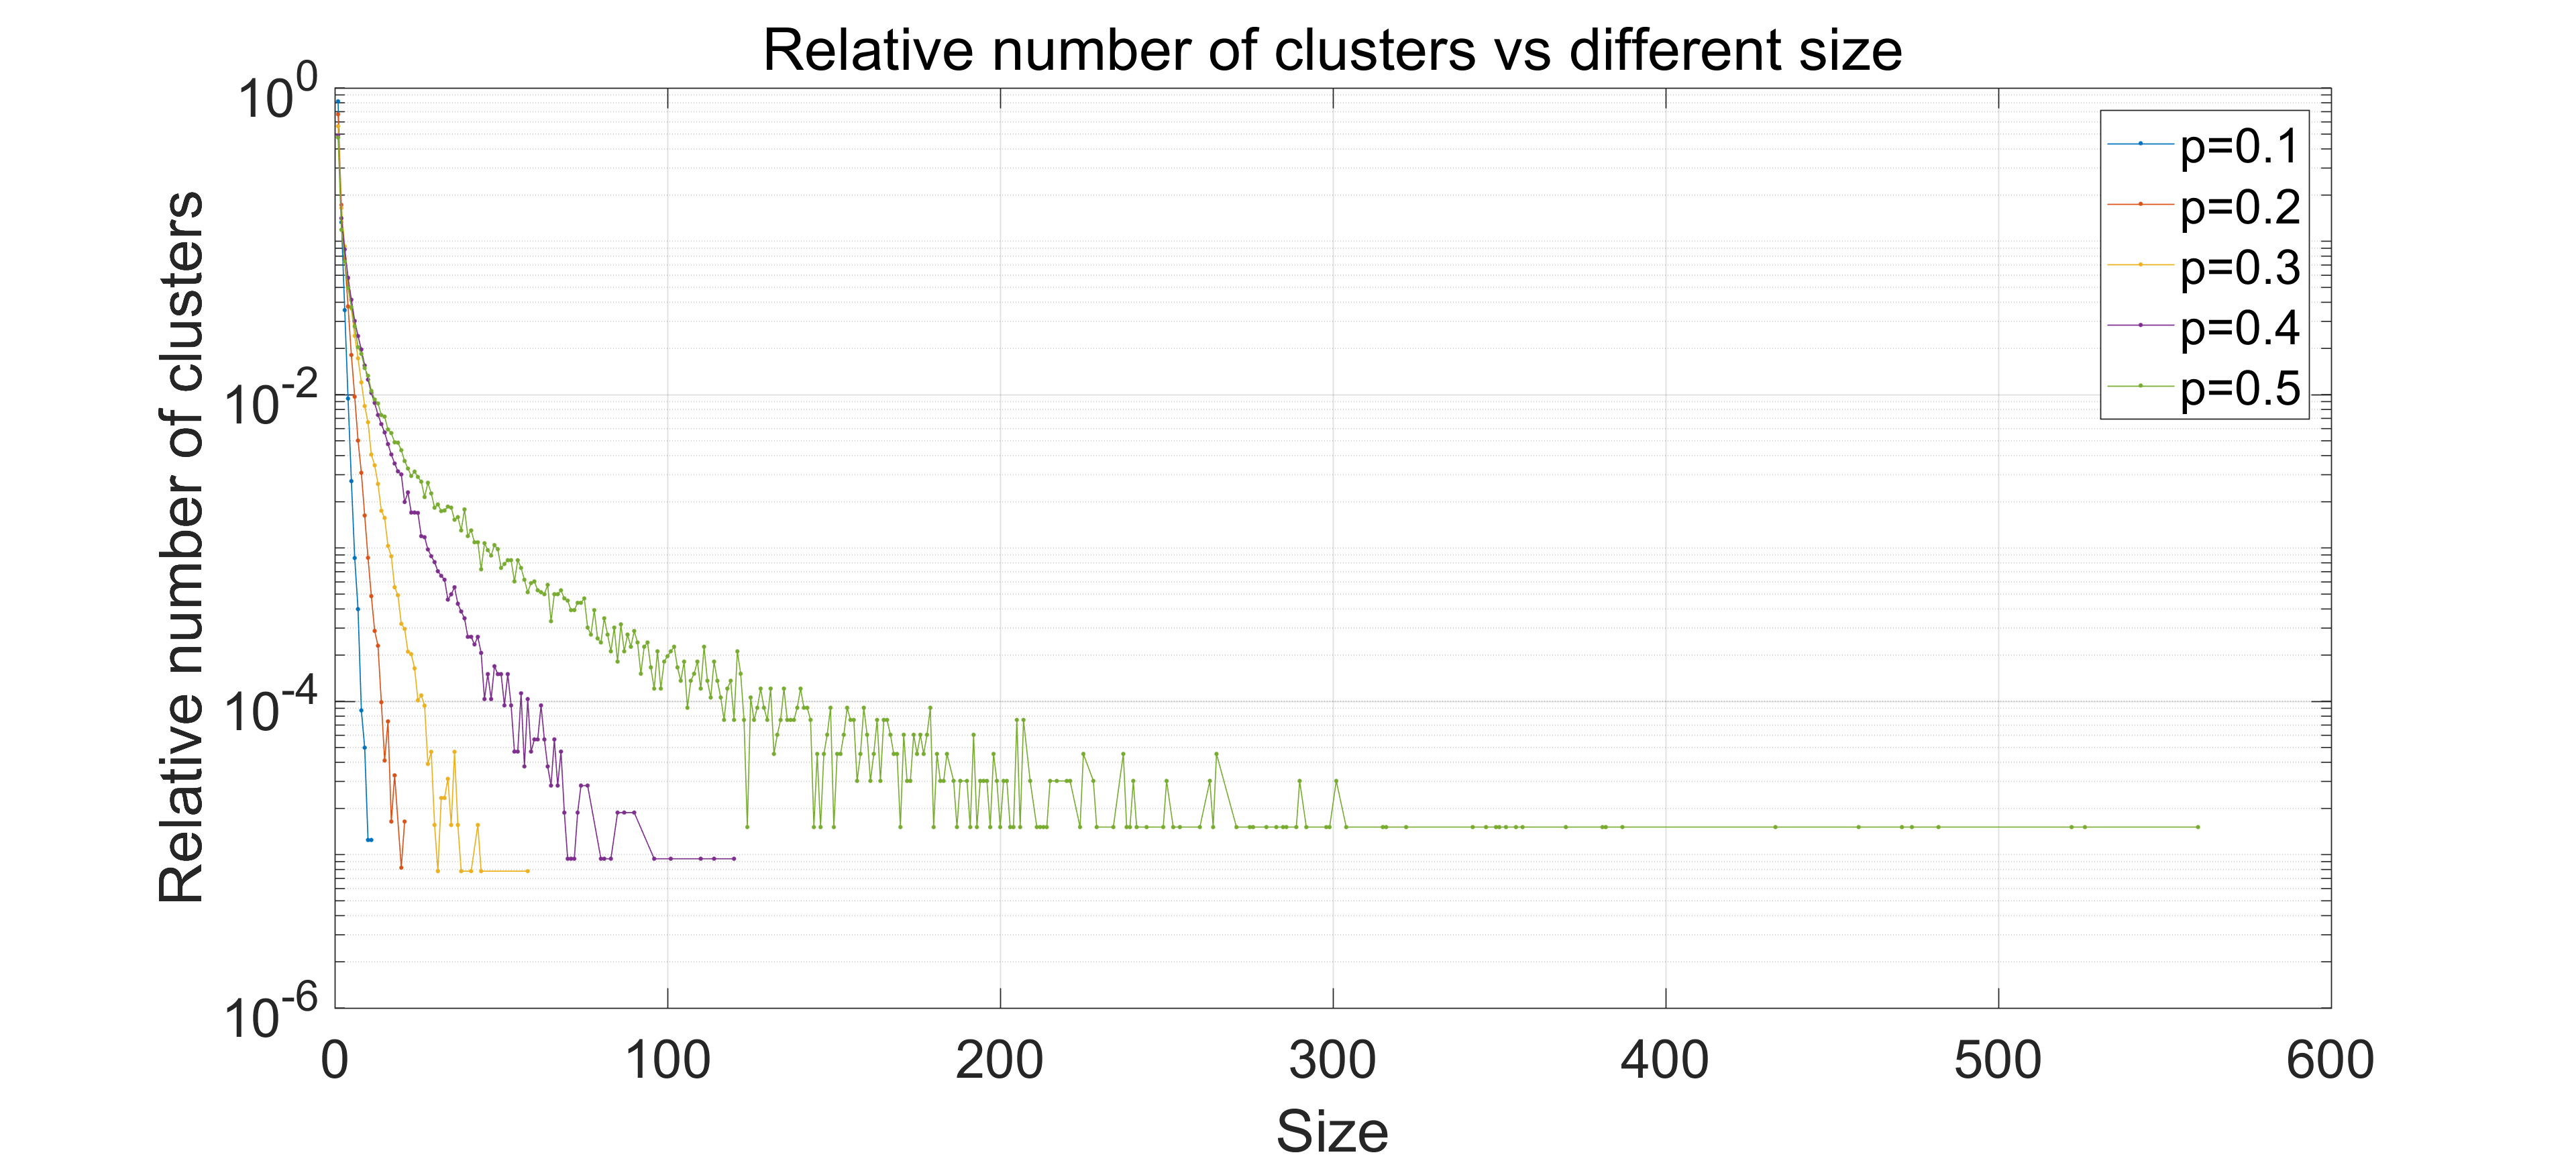 Relative number of clusters vs different size
10^0
10^-2
10^-4
10^-6
Relative number of clusters
p=0.1
p=0.2
p=0.3
p=0.4
p=0.5
0 100 200 300 400 500 600
Size